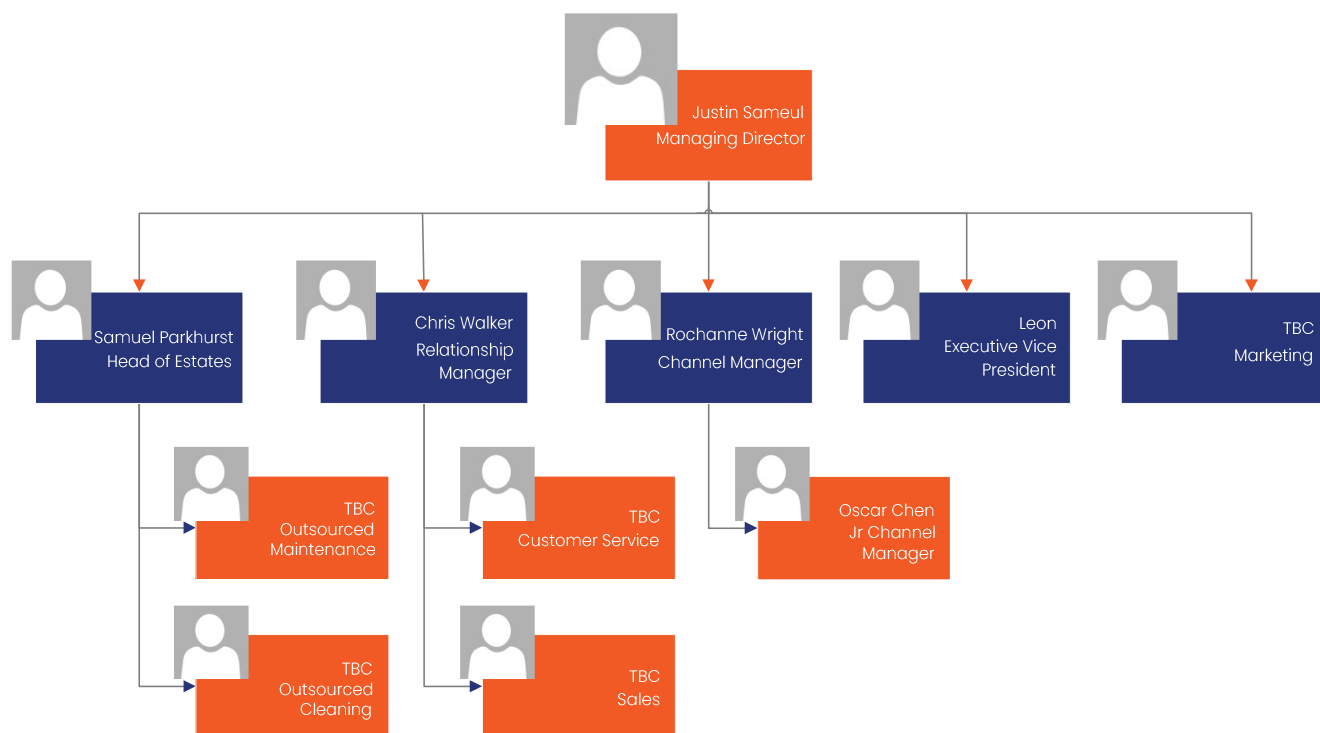 Justin Sameul
Managing Director
Samuel Parkhurst
Head of Estates
Chris Walker
Relationship
Manager
Rochanne Wright
Channel Manager
Leon
Executive Vice
President
TBC
Marketing
TBC
Outsourced
Maintenance
TBC
Customer Service
Oscar Chen
Jr Channel
Manager
TBC
Outsourced
Cleaning
TBC
Sales